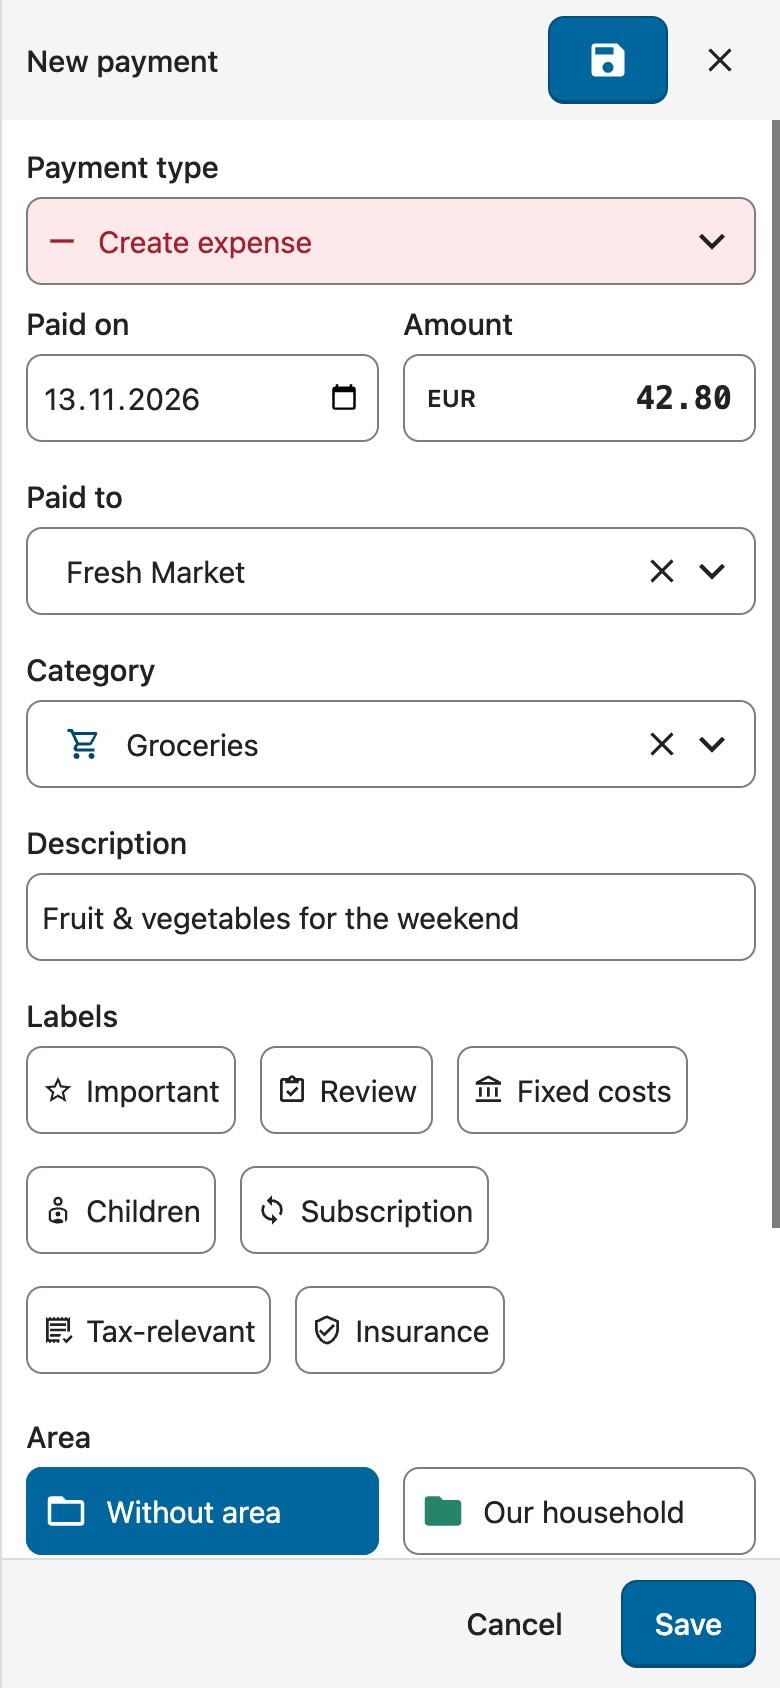 New payment
Payment type
Create expense
Paid on
Amount
13.11.2026
EUR 42.80
Paid to
Fresh Market
Category
Groceries
Description
Fruit & vegetables for the weekend
Labels
Important
Review
Fixed costs
Children
Subscription
Tax-relevant
Insurance
Area
Without area
Our household
Cancel
Save